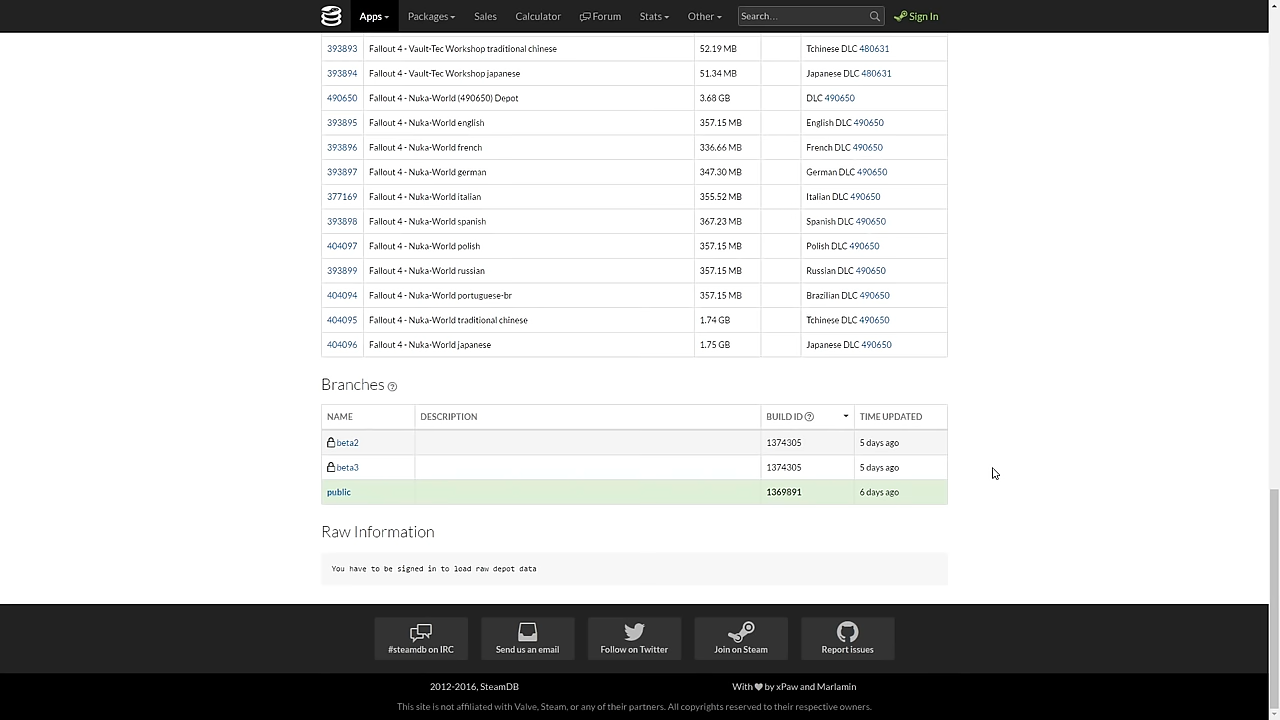 Apps Packages Sales Calculator Forum Stats Other Search... Sign In
393893 Fallout 4 - Vault-Tec Workshop traditional chinese 52.19 MB Tchinese DLC 480631
393894 Fallout 4 - Vault-Tec Workshop japanese 51.34 MB Japanese DLC 480631
490650 Fallout 4 - Nuka-World (490650) Depot 3.68 GB DLC 490650
393895 Fallout 4 - Nuka-World english 357.15 MB English DLC 490650
393896 Fallout 4 - Nuka-World french 336.66 MB French DLC 490650
393897 Fallout 4 - Nuka-World german 347.30 MB German DLC 490650
377169 Fallout 4 - Nuka-World italian 355.52 MB Italian DLC 490650
393898 Fallout 4 - Nuka-World spanish 367.23 MB Spanish DLC 490650
404097 Fallout 4 - Nuka-World polish 357.15 MB Polish DLC 490650
393899 Fallout 4 - Nuka-World russian 357.15 MB Russian DLC 490650
404094 Fallout 4 - Nuka-World portuguese-br 357.15 MB Brazilian DLC 490650
404095 Fallout 4 - Nuka-World traditional chinese 1.74 GB Tchinese DLC 490650
404096 Fallout 4 - Nuka-World japanese 1.75 GB Japanese DLC 490650
Branches
NAME DESCRIPTION BUILD ID TIME UPDATED
beta2 1374305 5 days ago
beta3 1374305 5 days ago
public 1369891 6 days ago
Raw Information
You have to be signed in to load raw depot data
#steamdb on IRC Send us an email Follow on Twitter Join on Steam Report issues
2012-2016, SteamDB With ♥ by xPaw and Marlamin
This site is not affiliated with Valve, Steam, or any of their partners. All copyrights reserved to their respective owners.